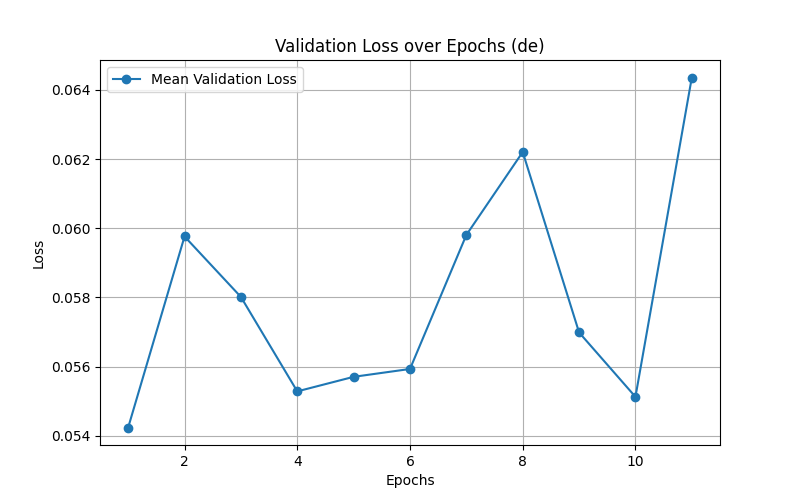 Validation Loss over Epochs (de)
Mean Validation Loss
0.064
0.062
0.060
0.058
0.056
0.054
Loss
2 4 6 8 10
Epochs